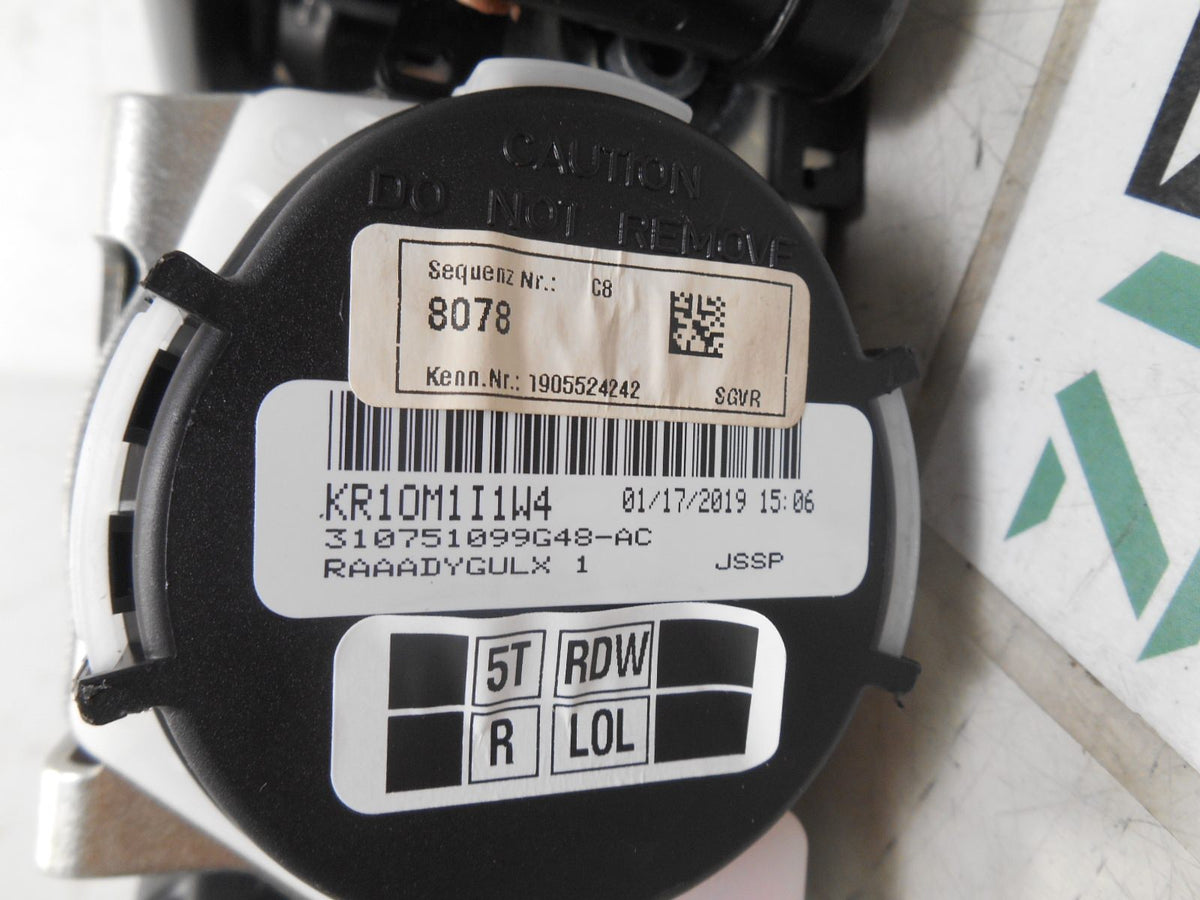 CAUTION
DO NOT REMOVE
Sequenz Nr.: C8
8078
Kenn.Nr.: 1905524242 SGVR
KR1OM1I1W4 01/17/2019 15:06
310751099G48-AC
RAAADYGULX 1 JSSP
5T RDW
R LOL